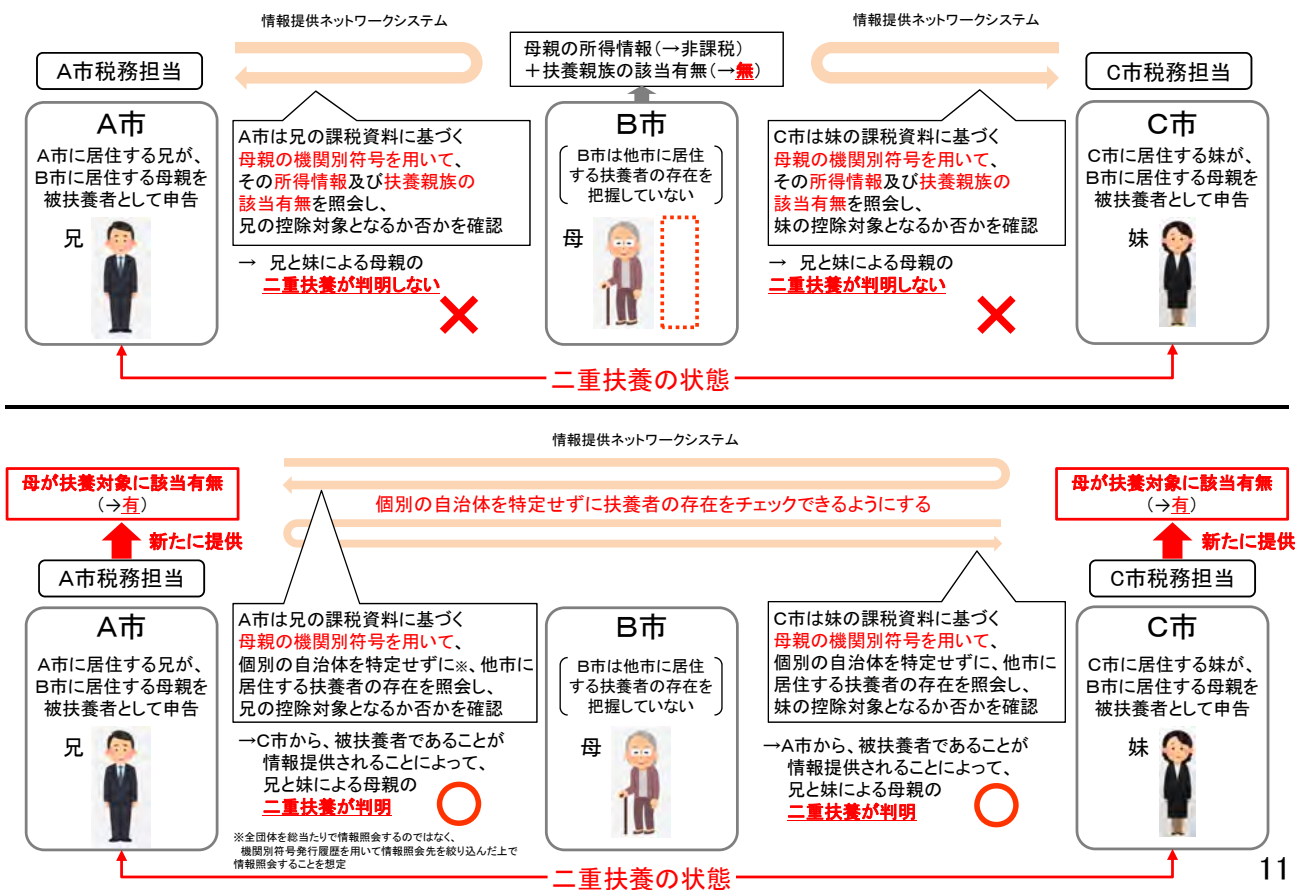 情報提供ネットワークシステム
情報提供ネットワークシステム
母親の所得情報(→非課税)
+扶養親族の該当有無(→無)
A市税務担当
C市税務担当
A市
A市に居住する兄が、
B市に居住する母親を
被扶養者として申告
兄
A市は兄の課税資料に基づく
母親の機関別符号を用いて、
その所得情報及び扶養親族の
該当有無を照会し、
兄の控除対象となるか否かを確認
→ 兄と妹による母親の
二重扶養が判明しない
B市
B市は他市に居住
する扶養者の存在を
把握していない
母
C市は妹の課税資料に基づく
母親の機関別符号を用いて、
その所得情報及び扶養親族の
該当有無を照会し、
妹の控除対象となるか否かを確認
→ 兄と妹による母親の
二重扶養が判明しない
C市
C市に居住する妹が、
B市に居住する母親を
被扶養者として申告
妹
二重扶養の状態
情報提供ネットワークシステム
母が扶養対象に該当有無
(→有)
新たに提供
個別の自治体を特定せずに扶養者の存在をチェックできるようにする
母が扶養対象に該当有無
(→有)
新たに提供
A市税務担当
C市税務担当
A市
A市に居住する兄が、
B市に居住する母親を
被扶養者として申告
兄
A市は兄の課税資料に基づく
母親の機関別符号を用いて、
個別の自治体を特定せずに※、他市に
居住する扶養者の存在を照会し、
兄の控除対象となるか否かを確認
→C市から、被扶養者であることが
情報提供されることによって、
兄と妹による母親の
二重扶養が判明
※全団体を総当たりで情報照会するのではなく、
機関別符号発行履歴を用いて情報照会先を絞り込んだ上で
情報照会することを想定
B市
B市は他市に居住
する扶養者の存在を
把握していない
母
C市は妹の課税資料に基づく
母親の機関別符号を用いて、
個別の自治体を特定せずに、他市に
居住する扶養者の存在を照会し、
妹の控除対象となるか否かを確認
→A市から、被扶養者であることが
情報提供されることによって、
兄と妹による母親の
二重扶養が判明
C市
C市に居住する妹が、
B市に居住する母親を
被扶養者として申告
妹
二重扶養の状態
11